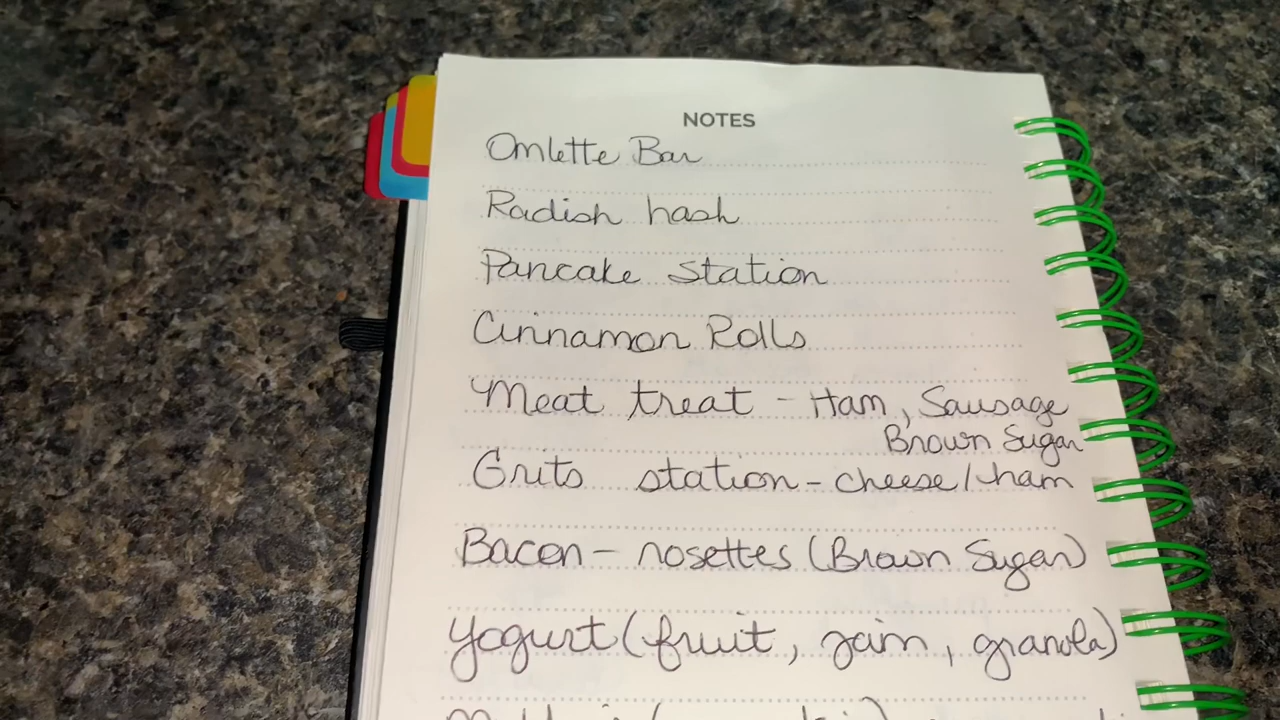 NOTES
Omlette Bar
Radish hash
Pancake station
Cinnamon Rolls
Meat treat - Ham, Sausage
Brown Sugar
Grits station - cheese/ham
Bacon - rosettes (Brown Sugar)
Yogurt (fruit, jam, granola)